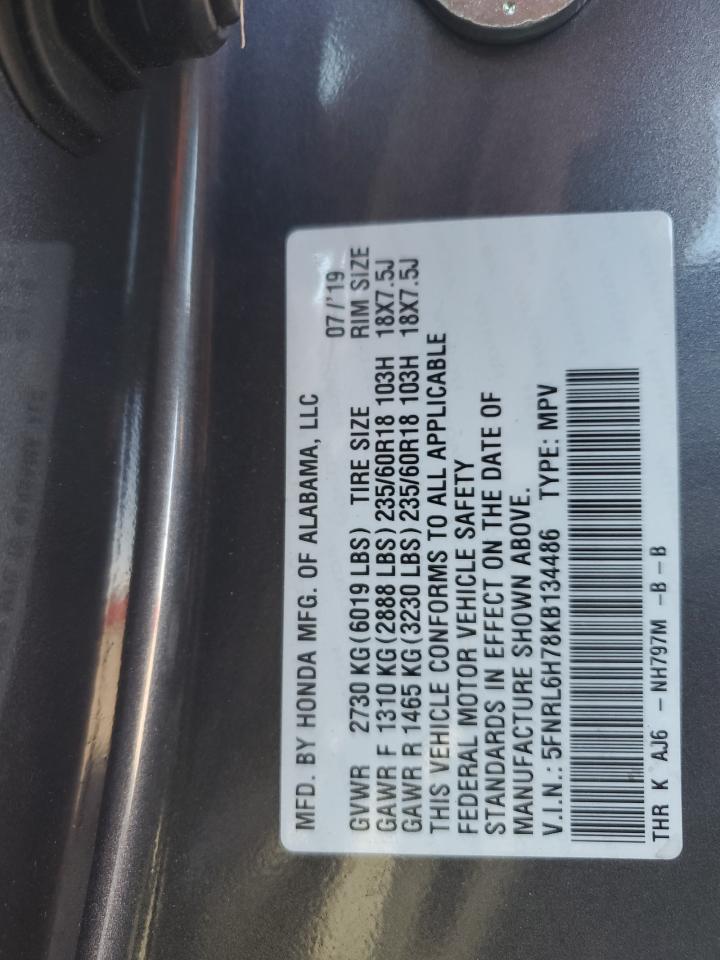 MFD. BY HONDA MFG. OF ALABAMA, LLC
07/'19
GVWR 2730 KG(6019 LBS) TIRE SIZE RIM SIZE
GAWR F 1310 KG(2888 LBS)235/60R18 103H 18X7.5J
GAWR R 1465 KG(3230 LBS)235/60R18 103H 18X7.5J
THIS VEHICLE CONFORMS TO ALL APPLICABLE
FEDERAL MOTOR VEHICLE SAFETY
STANDARDS IN EFFECT ON THE DATE OF
MANUFACTURE SHOWN ABOVE.
V.I.N.: 5FNRL6H78KB134486 TYPE: MPV
THR K AJ6 - NH797M -B -B